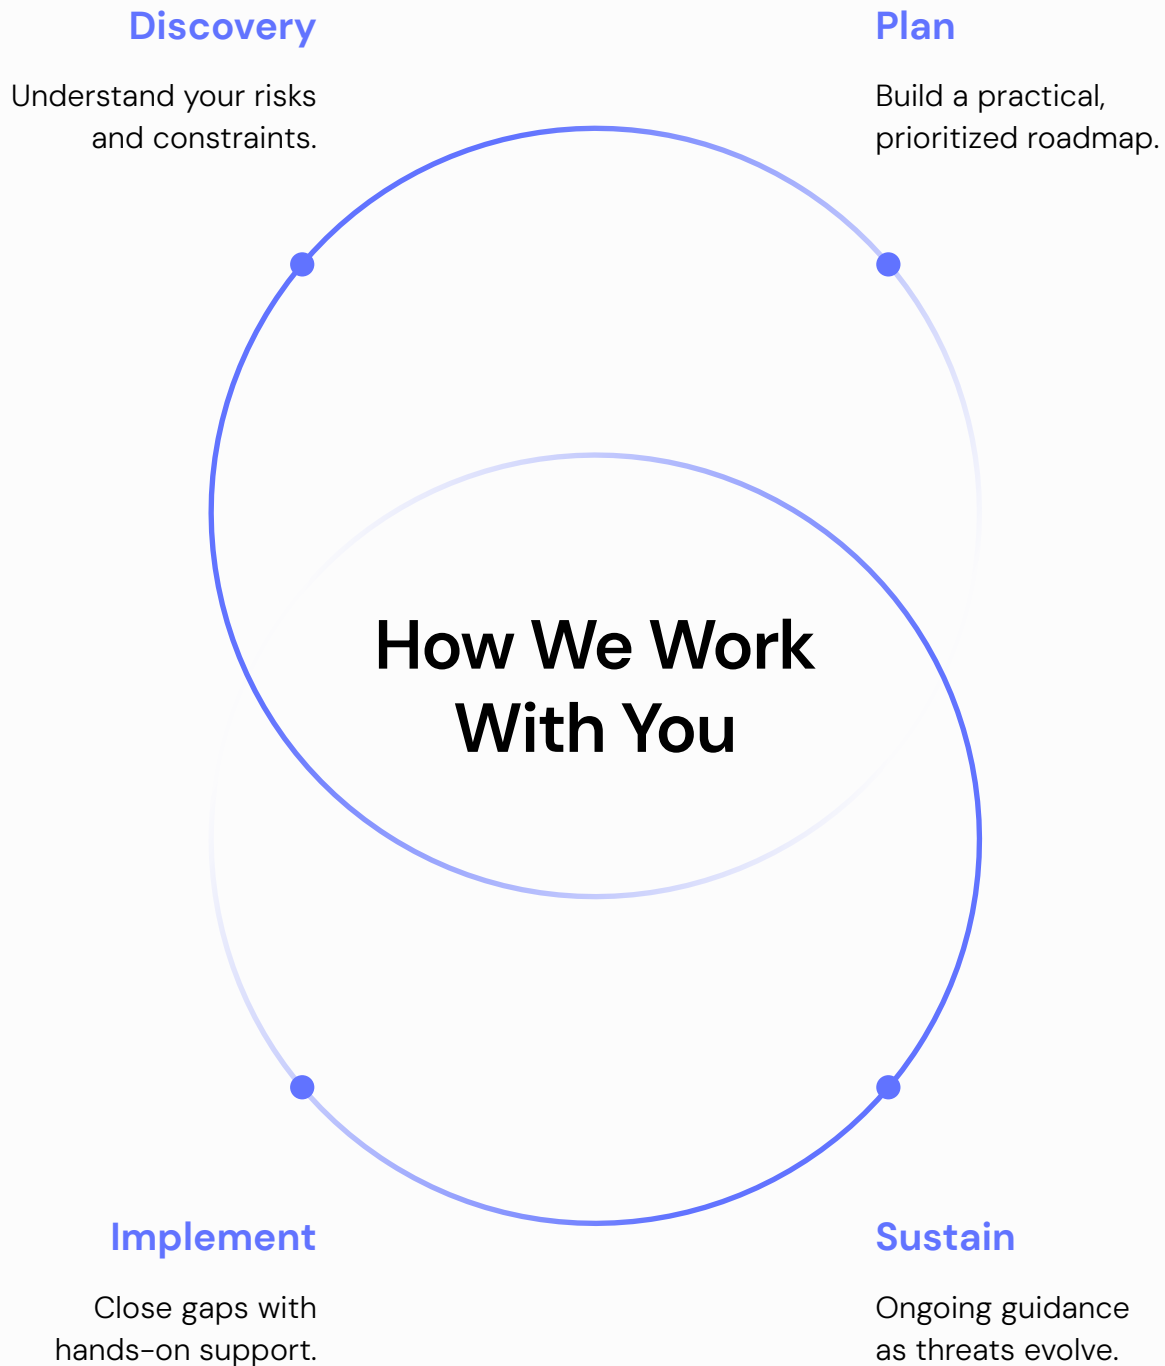 Discovery
Understand your risks
and constraints.
Plan
Build a practical,
prioritized roadmap.
How We Work
With You
Implement
Close gaps with
hands-on support.
Sustain
Ongoing guidance
as threats evolve.